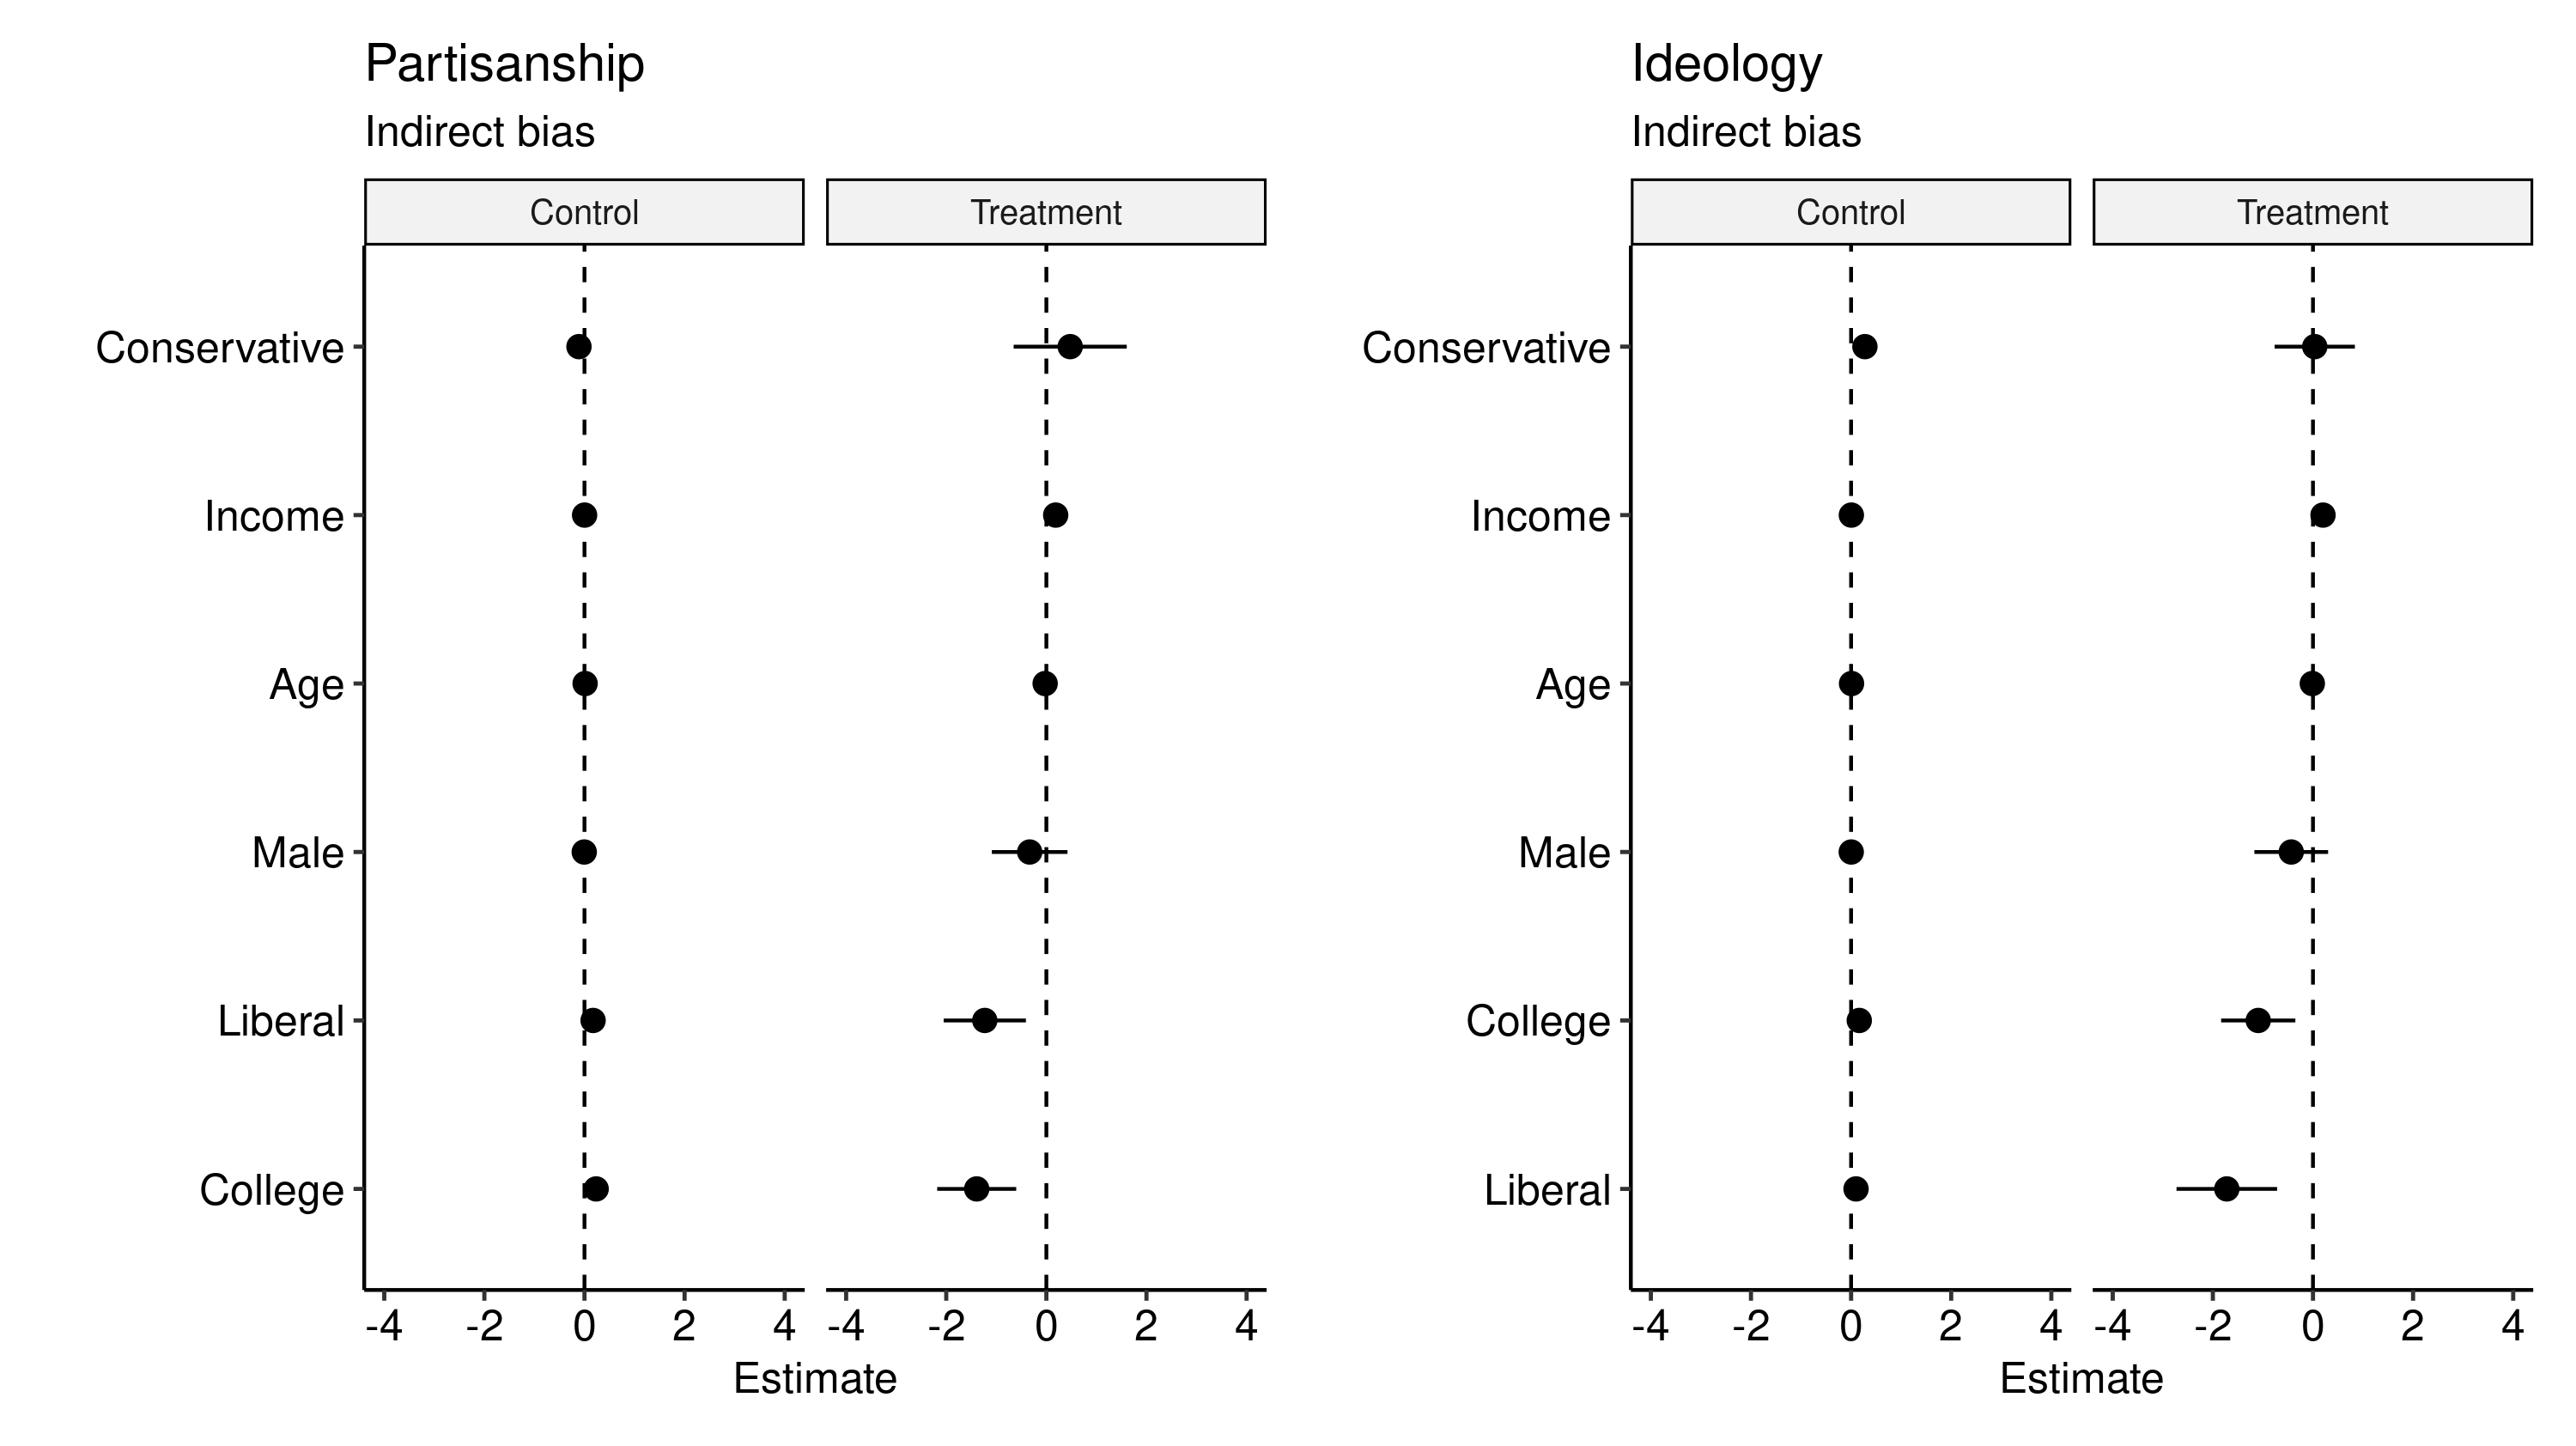 Partisanship
Indirect bias
Control Treatment
Conservative
Income
Age
Male
Liberal
College
-4 -2 0 2 4 -4 -2 0 2 4
Estimate
Ideology
Indirect bias
Control Treatment
Conservative
Income
Age
Male
College
Liberal
-4 -2 0 2 4 -4 -2 0 2 4
Estimate